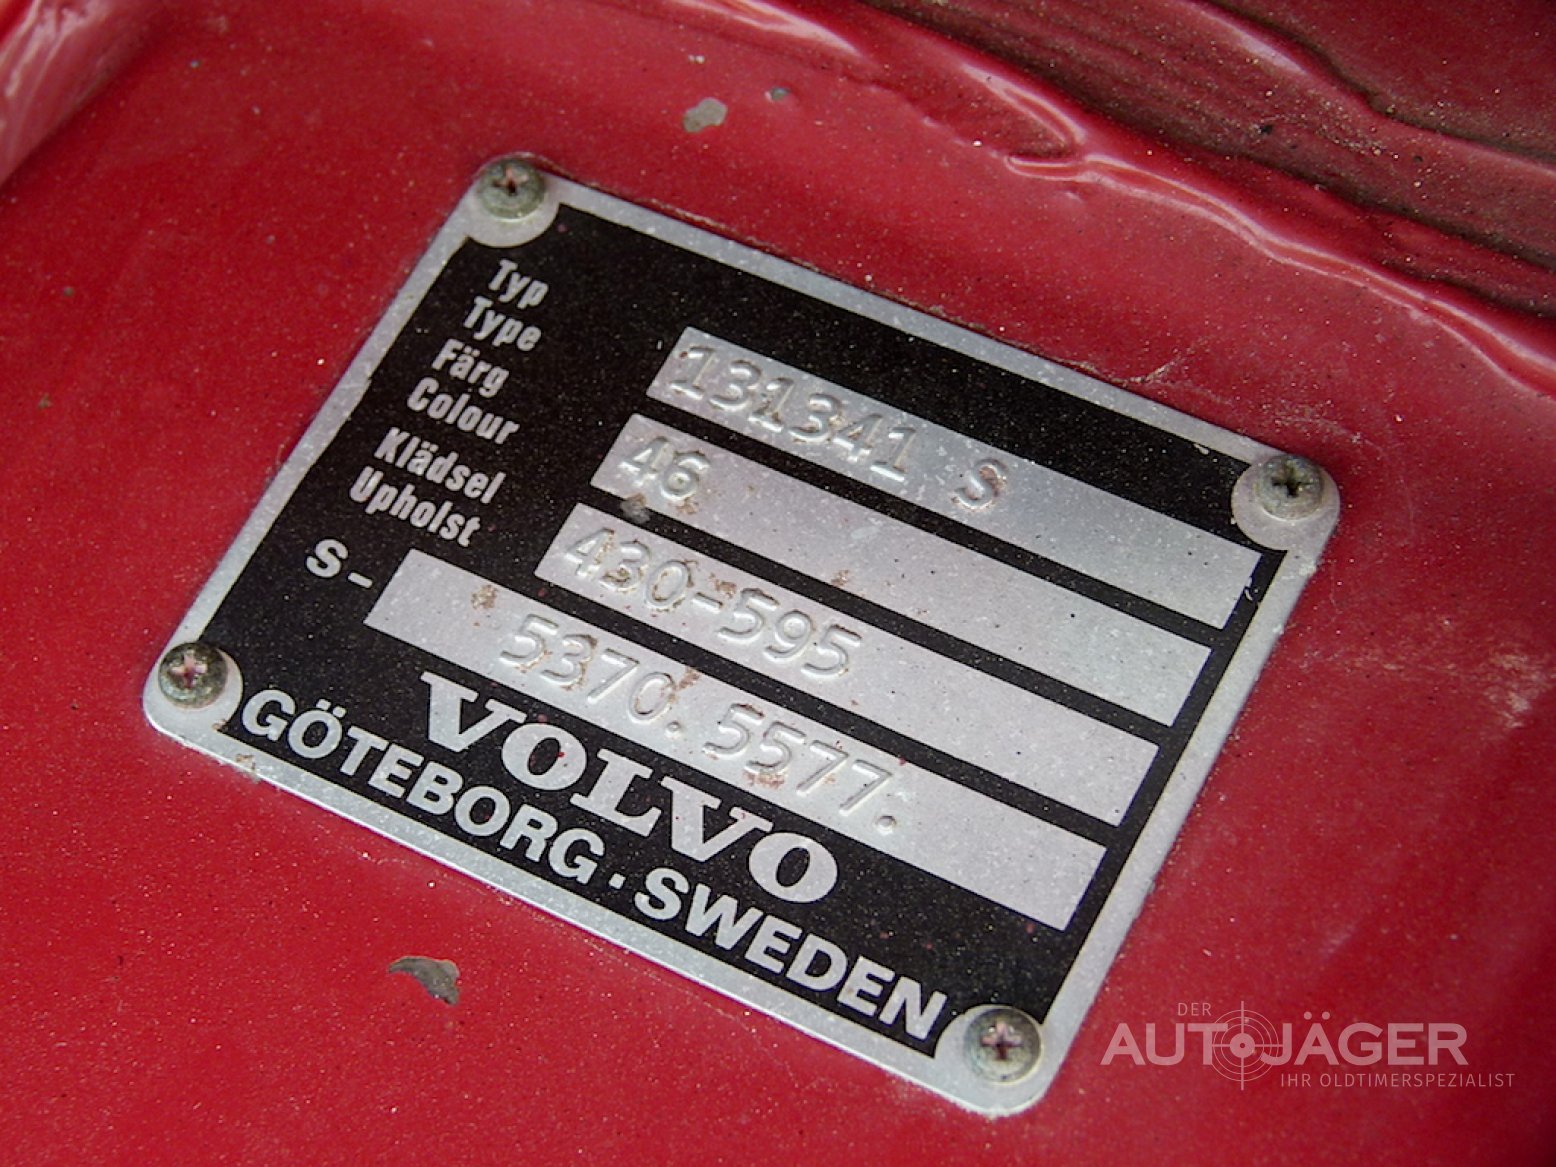 Typ
Type
131341 S
Färg
Colour
46
Klädsel
Upholst
430-595
S-
5370.5577.
VOLVO
GÖTEBORG·SWEDEN
DER
AUTOJÄGER
IHR OLDTIMERSPEZIALIST